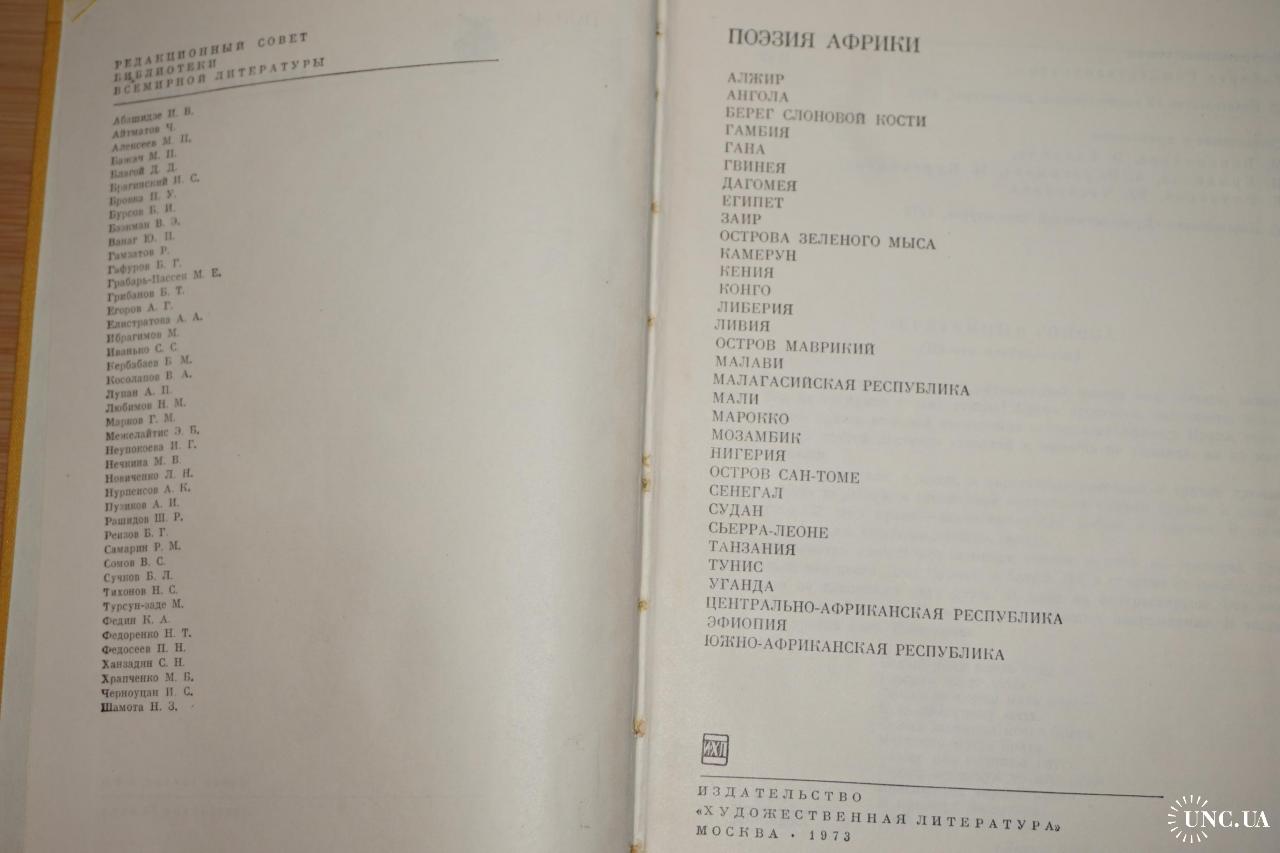 РЕДАКЦИОННЫЙ СОВЕТ
БИБЛИОТЕКИ
ВСЕМИРНОЙ ЛИТЕРАТУРЫ
Абашидзе И. В.
Айтматов Ч.
Алексеев М. П.
Бажан М. П.
Благой Д. Д.
Брагинский И. С.
Бровка П. У.
Бурсов Б. И.
Бээкман В. Э.
Ванаг Ю. П.
Гамзатов Р.
Гафуров Б. Г.
Грабарь-Пассек М. Е.
Грибанов Б. Т.
Егоров А. Г.
Елистратова А. А.
Ибрагимов М.
Иванько С. С.
Кербабаев Б. М.
Косолапов В. А.
Лупан А. П.
Любимов Н. М.
Марков Г. М.
Межелайтис Э. Б.
Неупокоева И. Г.
Нечкина М. В.
Новиченко Л. Н.
Нурпеисов А. К.
Пузиков А. И.
Рашидов Ш. Р.
Реизов Б. Г.
Самарин Р. М.
Сомов В. С.
Сучков Б. Л.
Тихонов Н. С.
Турсун-заде М.
Федин К. А.
Федоренко Н. Т.
Федосеев П. Н.
Ханзадян С. Н.
Храпченко М. Б.
Черноуцан И. С.
Шамота Н. З.
ПОЭЗИЯ АФРИКИ
АЛЖИР
АНГОЛА
БЕРЕГ СЛОНОВОЙ КОСТИ
ГАМБИЯ
ГАНА
ГВИНЕЯ
ДАГОМЕЯ
ЕГИПЕТ
ЗАИР
ОСТРОВА ЗЕЛЕНОГО МЫСА
КАМЕРУН
КЕНИЯ
КОНГО
ЛИБЕРИЯ
ЛИВИЯ
ОСТРОВ МАВРИКИЙ
МАЛАВИ
МАЛАГАСИЙСКАЯ РЕСПУБЛИКА
МАЛИ
МАРОККО
МОЗАМБИК
НИГЕРИЯ
ОСТРОВ САН-ТОМЕ
СЕНЕГАЛ
СУДАН
СЬЕРРА-ЛЕОНЕ
ТАНЗАНИЯ
ТУНИС
УГАНДА
ЦЕНТРАЛЬНО-АФРИКАНСКАЯ РЕСПУБЛИКА
ЭФИОПИЯ
ЮЖНО-АФРИКАНСКАЯ РЕСПУБЛИКА
ИХЛ
ИЗДАТЕЛЬСТВО
«ХУДОЖЕСТВЕННАЯ ЛИТЕРАТУРА»
МОСКВА · 1973
UNC.UA